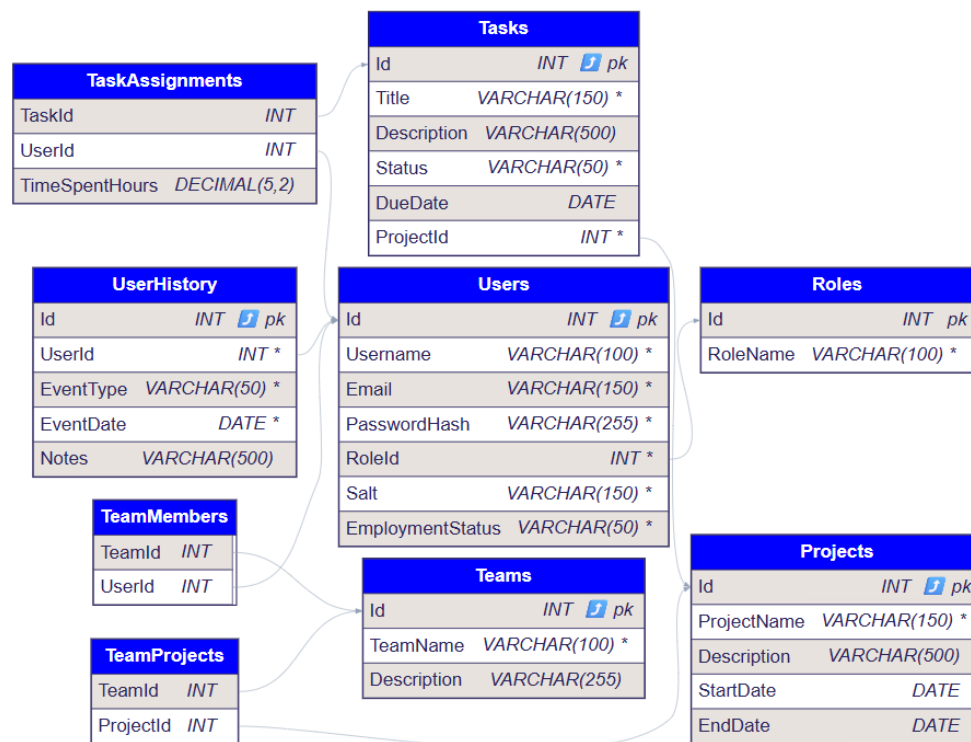 Tasks
Id INT pk
Title VARCHAR(150) *
Description VARCHAR(500)
Status VARCHAR(50) *
DueDate DATE
ProjectId INT *
TaskAssignments
TaskId INT
UserId INT
TimeSpentHours DECIMAL(5,2)
UserHistory
Id INT pk
UserId INT *
EventType VARCHAR(50) *
EventDate DATE *
Notes VARCHAR(500)
Users
Id INT pk
Username VARCHAR(100) *
Email VARCHAR(150) *
PasswordHash VARCHAR(255) *
RoleId INT *
Salt VARCHAR(150) *
EmploymentStatus VARCHAR(50) *
Roles
Id INT pk
RoleName VARCHAR(100) *
TeamMembers
TeamId INT
UserId INT
Teams
Id INT pk
TeamName VARCHAR(100) *
Description VARCHAR(255)
Projects
Id INT pk
ProjectName VARCHAR(150) *
Description VARCHAR(500)
StartDate DATE
EndDate DATE
TeamProjects
TeamId INT
ProjectId INT